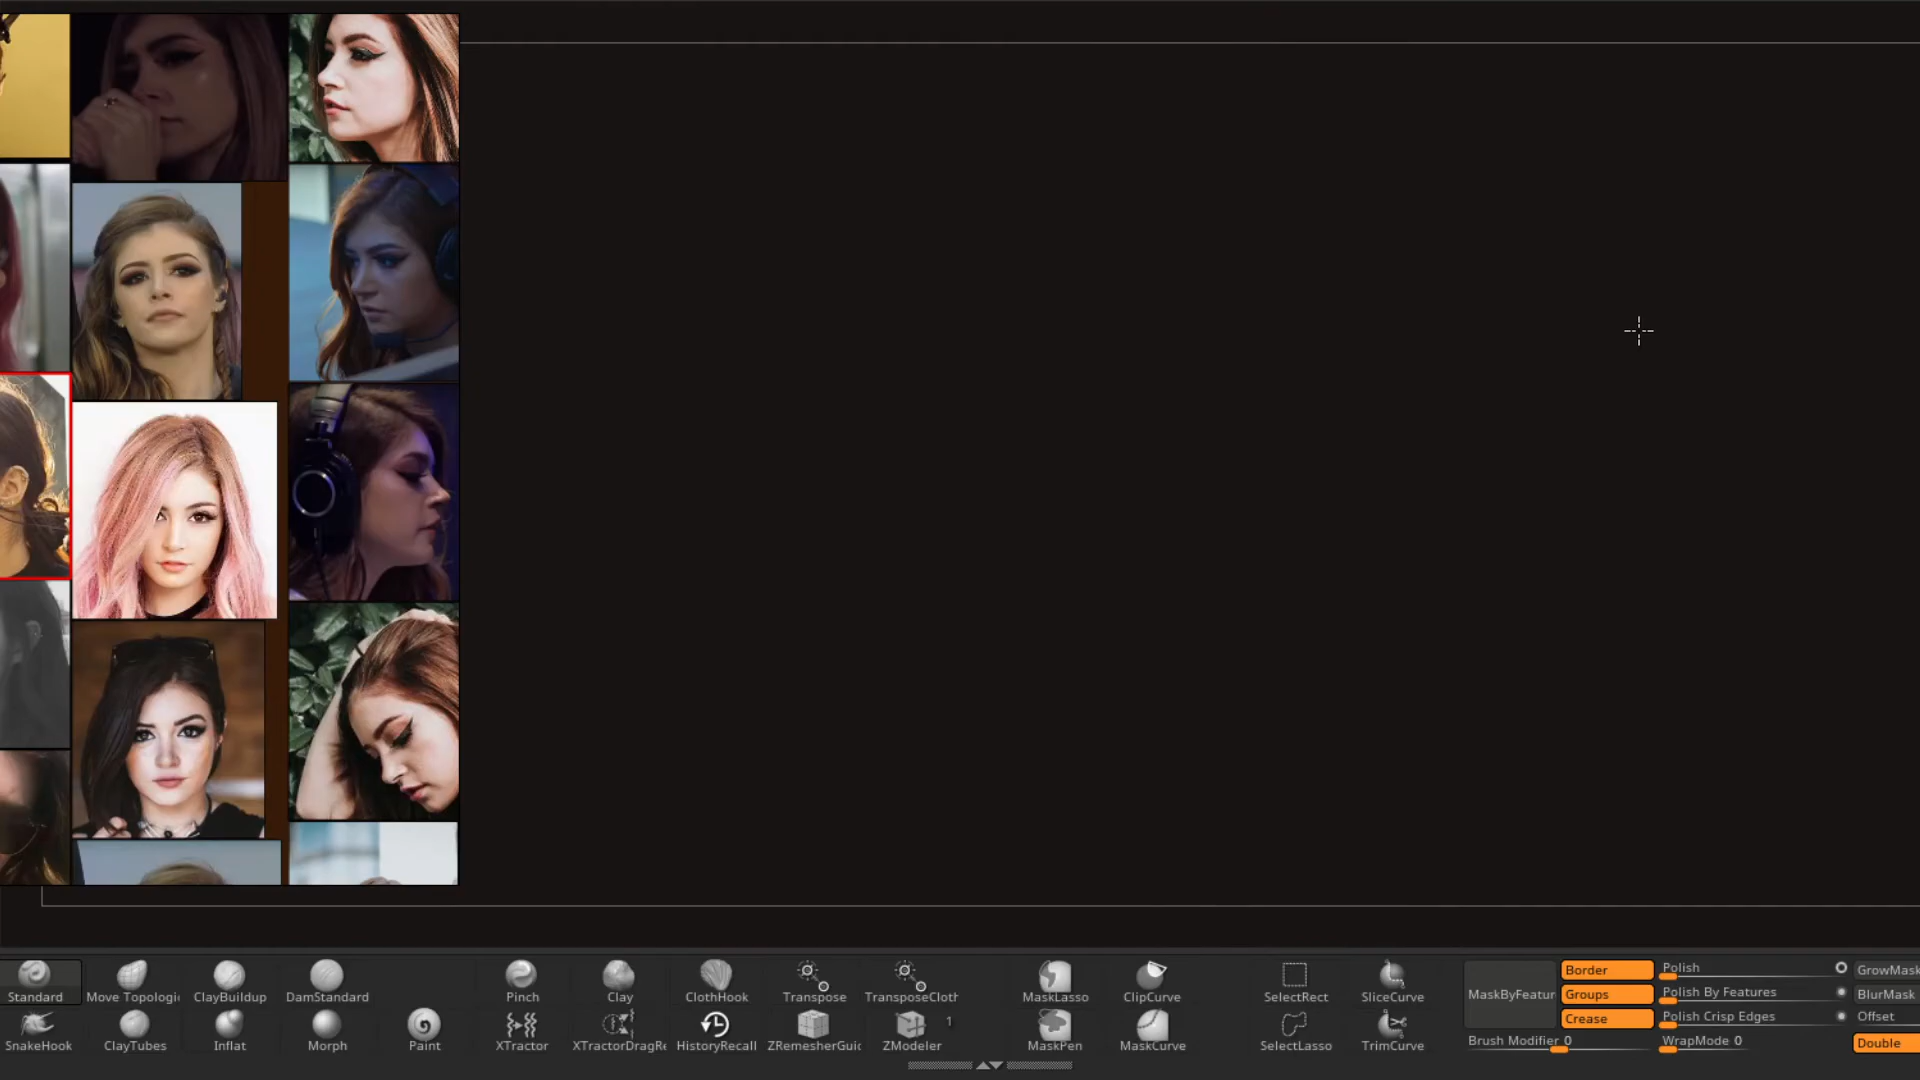 Standard
Move Topologi
ClayBuildup
DamStandard
Pinch
Clay
ClothHook
Transpose
TransposeCloth
MaskLasso
ClipCurve
SelectRect
SliceCurve
SnakeHook
ClayTubes
Inflat
Morph
Paint
XTractor
XTractorDragRe
HistoryRecall
ZRemesherGuid
1
ZModeler
MaskPen
MaskCurve
SelectLasso
TrimCurve
MaskByFeatur
Border
Groups
Crease
Brush Modifier 0
Polish
Polish By Features
Polish Crisp Edges
WrapMode 0
GrowMask
BlurMask
Offset
Double